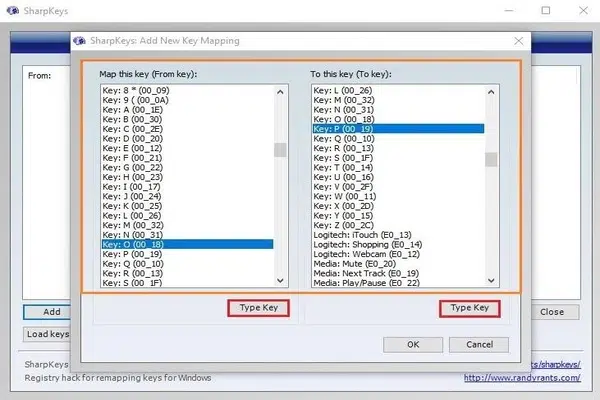 SharpKeys
SharpKeys: Add New Key Mapping
From:
Map this key (From key):
Key: 8 * (00_09)
Key: 9 ( (00_0A)
Key: A (00_1E)
Key: B (00_30)
Key: C (00_2E)
Key: D (00_20)
Key: E (00_12)
Key: F (00_21)
Key: G (00_22)
Key: H (00_23)
Key: I (00_17)
Key: J (00_24)
Key: K (00_25)
Key: L (00_26)
Key: M (00_32)
Key: N (00_31)
Key: O (00_18)
Key: P (00_19)
Key: Q (00_10)
Key: R (00_13)
Key: S (00_1F)
Type Key
To this key (To key):
Key: L (00_26)
Key: M (00_32)
Key: N (00_31)
Key: O (00_18)
Key: P (00_19)
Key: Q (00_10)
Key: R (00_13)
Key: S (00_1F)
Key: T (00_14)
Key: U (00_16)
Key: V (00_2F)
Key: W (00_11)
Key: X (00_2D)
Key: Y (00_15)
Key: Z (00_2C)
Logitech: iTouch (E0_13)
Logitech: Shopping (E0_14)
Logitech: Webcam (E0_12)
Media: Mute (E0_20)
Media: Next Track (E0_19)
Media: Play/Pause (E0_22)
Type Key
OK
Cancel
Add
Close
Load keys
SharpKeys
ts/sharpkeys/
Registry hack for remapping keys for Windows
http://www.randyrants.com/